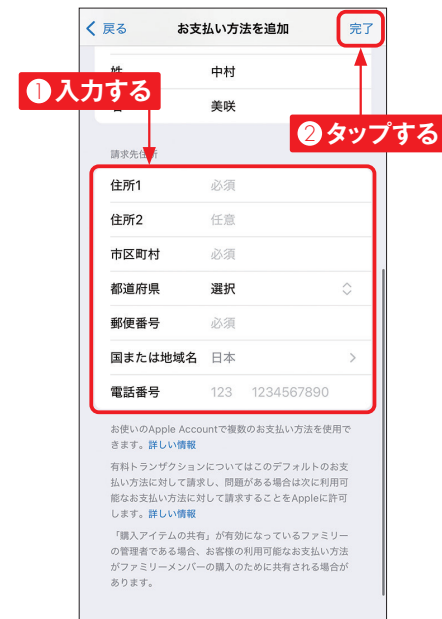 戻る お支払い方法を追加 完了
姓 中村
❶入力する
美咲
❷タップする
請求先住所
住所1 必須
住所2 任意
市区町村 必須
都道府県 選択
郵便番号 必須
国または地域名 日本
電話番号 123 1234567890
お使いのApple Accountで複数のお支払い方法を使用で
きます。詳しい情報
有料トランザクションについてはこのデフォルトのお支
払い方法に対して請求し、問題がある場合は次に利用可
能なお支払い方法に対して請求することをAppleに許可
します。詳しい情報
「購入アイテムの共有」が有効になっているファミリー
の管理者である場合、お客様の利用可能なお支払い方法
がファミリーメンバーの購入のために共有される場合が
あります。